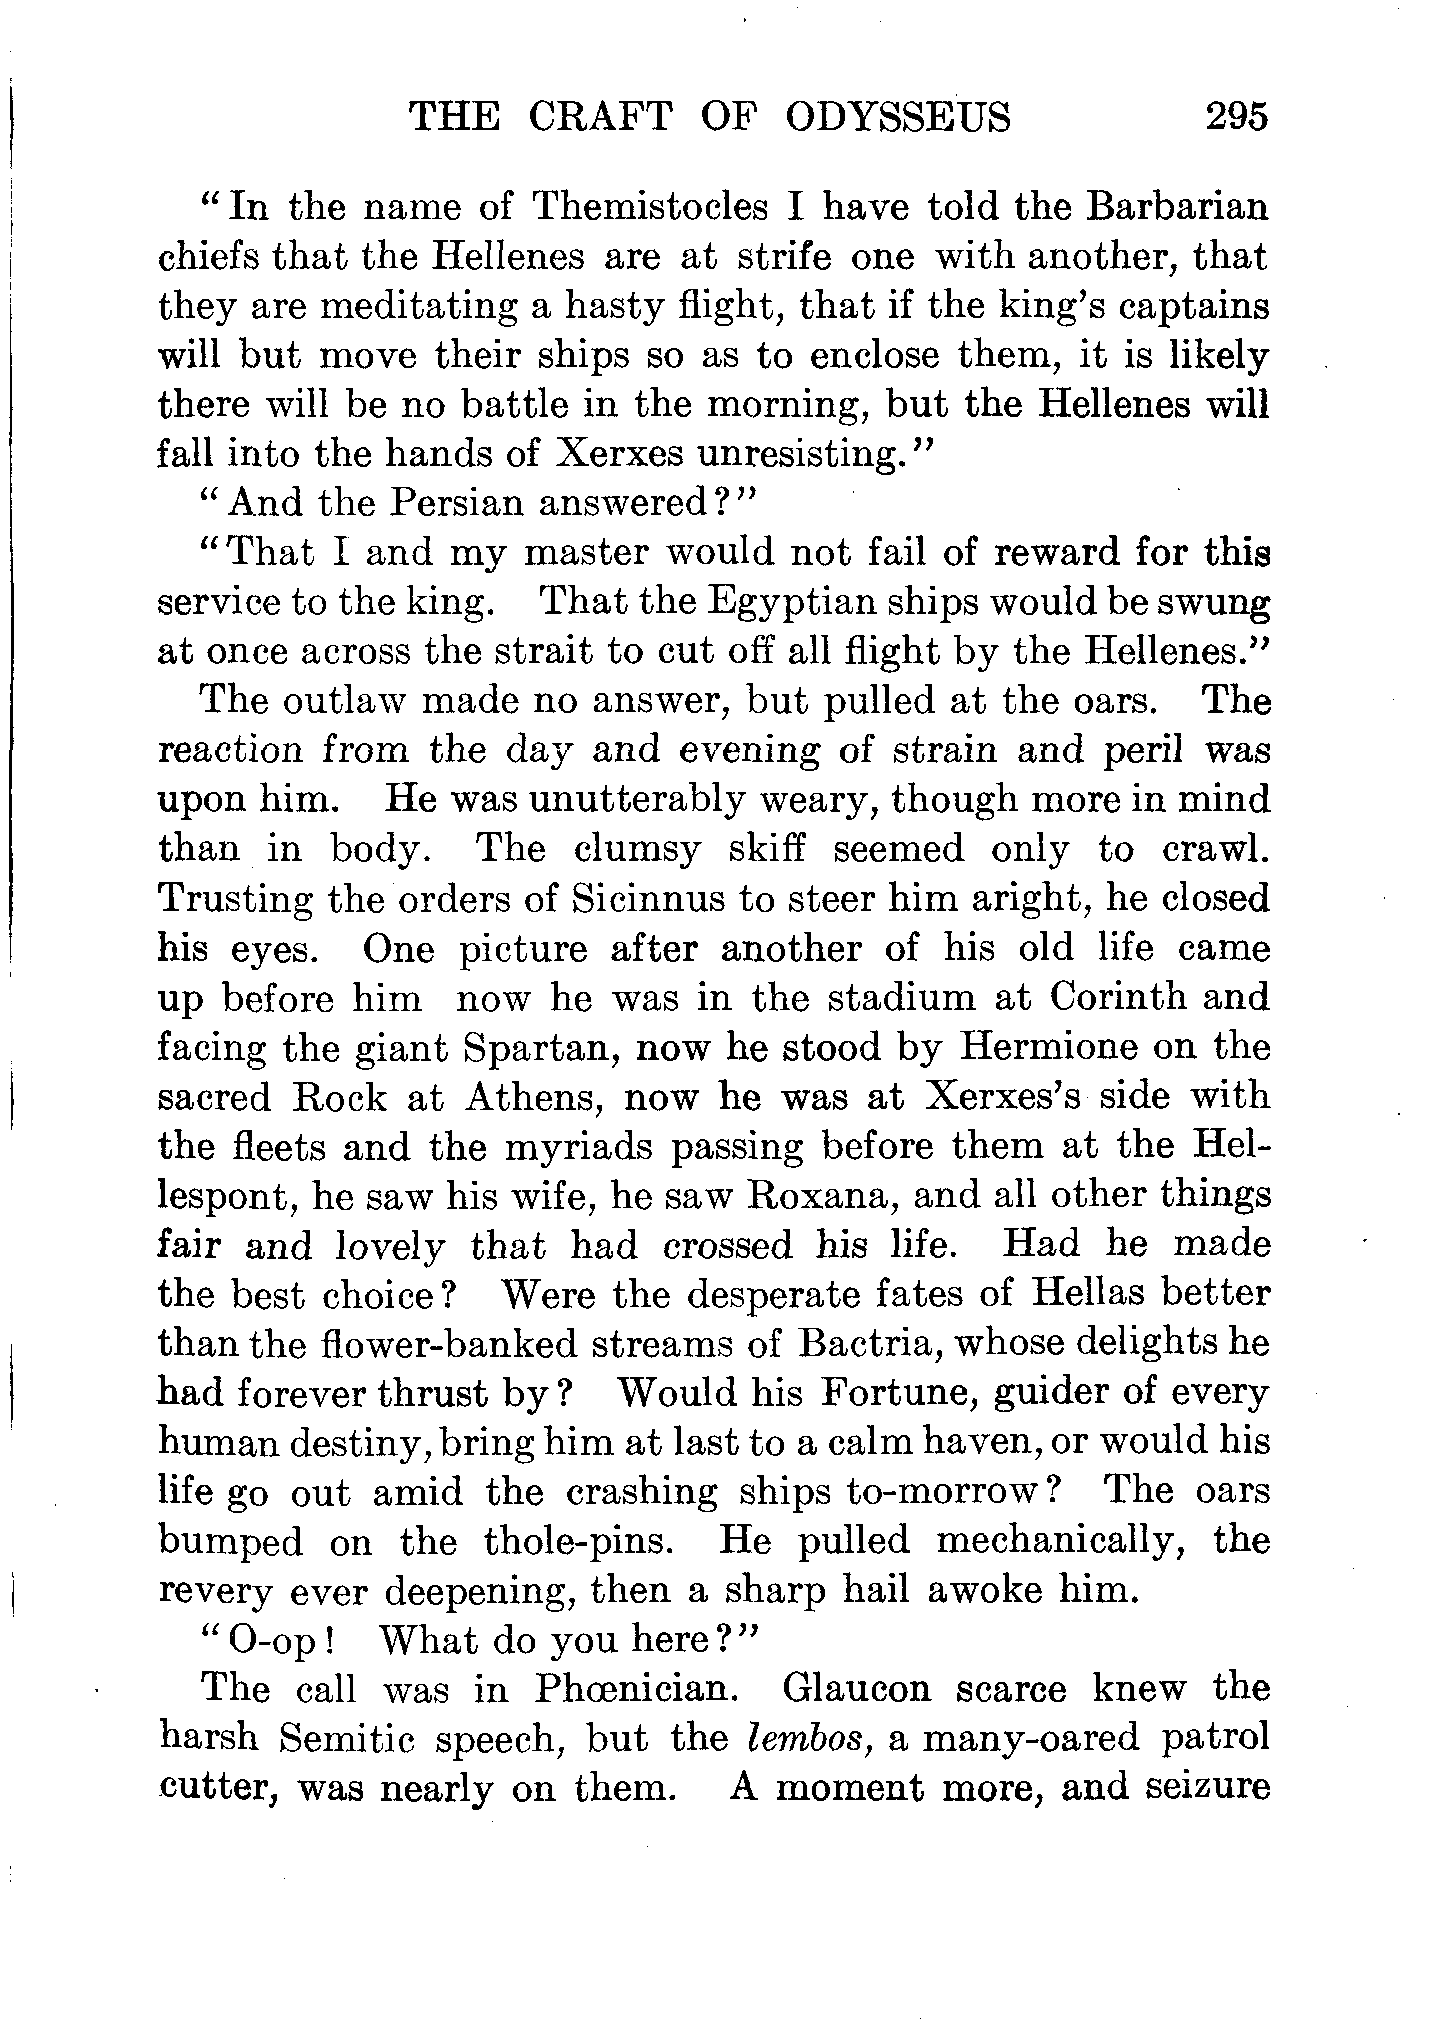 THE CRAFT OF ODYSSEUS 295
"In the name of Themistocles I have told the Barbarian
chiefs that the Hellenes are at strife one with another, that
they are meditating a hasty flight, that if the king's captains
will but move their ships so as to enclose them, it is likely
there will be no battle in the morning, but the Hellenes will
fall into the hands of Xerxes unresisting."
"And the Persian answered?"
"That I and my master would not fail of reward for this
service to the king. That the Egyptian ships would be swung
at once across the strait to cut off all flight by the Hellenes."
The outlaw made no answer, but pulled at the oars. The
reaction from the day and evening of strain and peril was
upon him. He was unutterably weary, though more in mind
than in body. The clumsy skiff seemed only to crawl.
Trusting the orders of Sicinnus to steer him aright, he closed
his eyes. One picture after another of his old life came
up before him now he was in the stadium at Corinth and
facing the giant Spartan, now he stood by Hermione on the
sacred Rock at Athens, now he was at Xerxes's side with
the fleets and the myriads passing before them at the Hel-
lespont, he saw his wife, he saw Roxana, and all other things
fair and lovely that had crossed his life. Had he made
the best choice? Were the desperate fates of Hellas better
than the flower-banked streams of Bactria, whose delights he
had forever thrust by? Would his Fortune, guider of every
human destiny, bring him at last to a calm haven, or would his
life go out amid the crashing ships to-morrow? The oars
bumped on the thole-pins. He pulled mechanically, the
revery ever deepening, then a sharp hail awoke him.
"O-op! What do you here?"
The call was in Phœnician. Glaucon scarce knew the
harsh Semitic speech, but the lembos, a many-oared patrol
cutter, was nearly on them. A moment more, and seizure